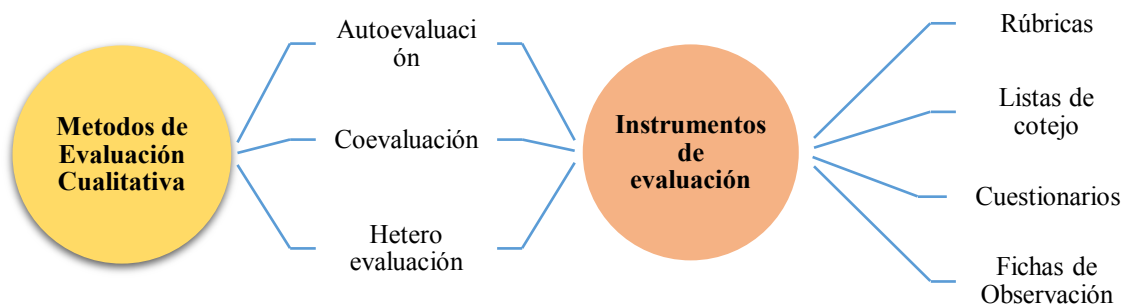 Metodos de
Evaluación
Cualitativa
Autoevaluaci
ón
Coevaluación
Hetero
evaluación
Instrumentos
de
evaluación
Rúbricas
Listas de
cotejo
Cuestionarios
Fichas de
Observación